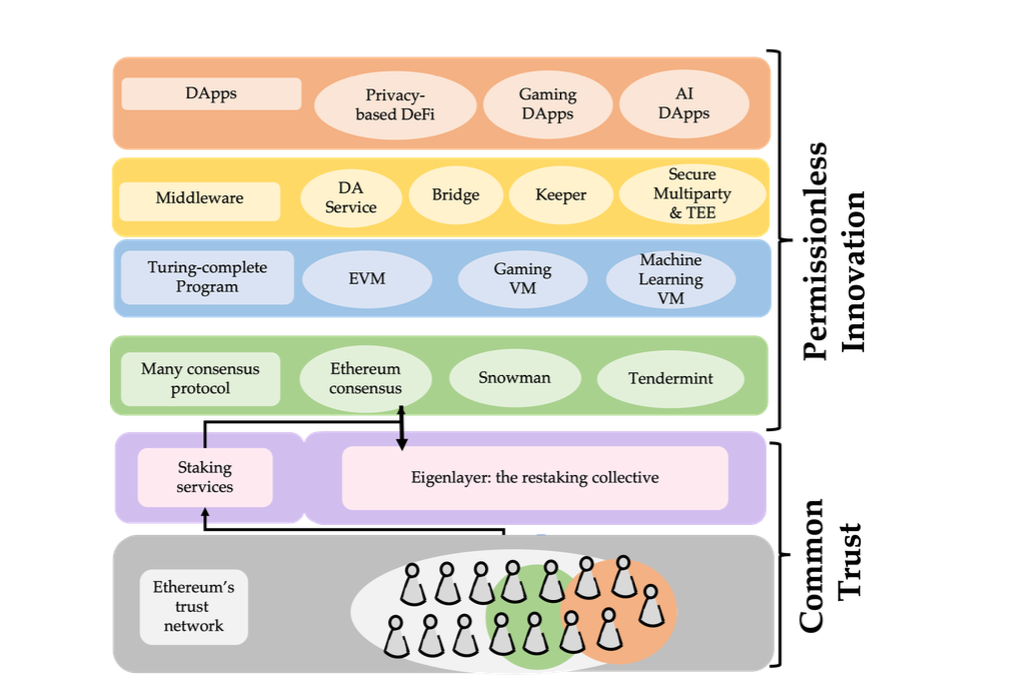 DApps
Privacy-
based DeFi
Gaming
DApps
AI
DApps
Middleware
DA
Service
Bridge
Keeper
Secure
Multiparty
& TEE
Turing-complete
Program
EVM
Gaming
VM
Machine
Learning
VM
Many consensus
protocol
Ethereum
consensus
Snowman
Tendermint
Permissionless
Innovation
Staking
services
Eigenlayer: the restaking collective
Ethereum's
trust
network
Common
Trust